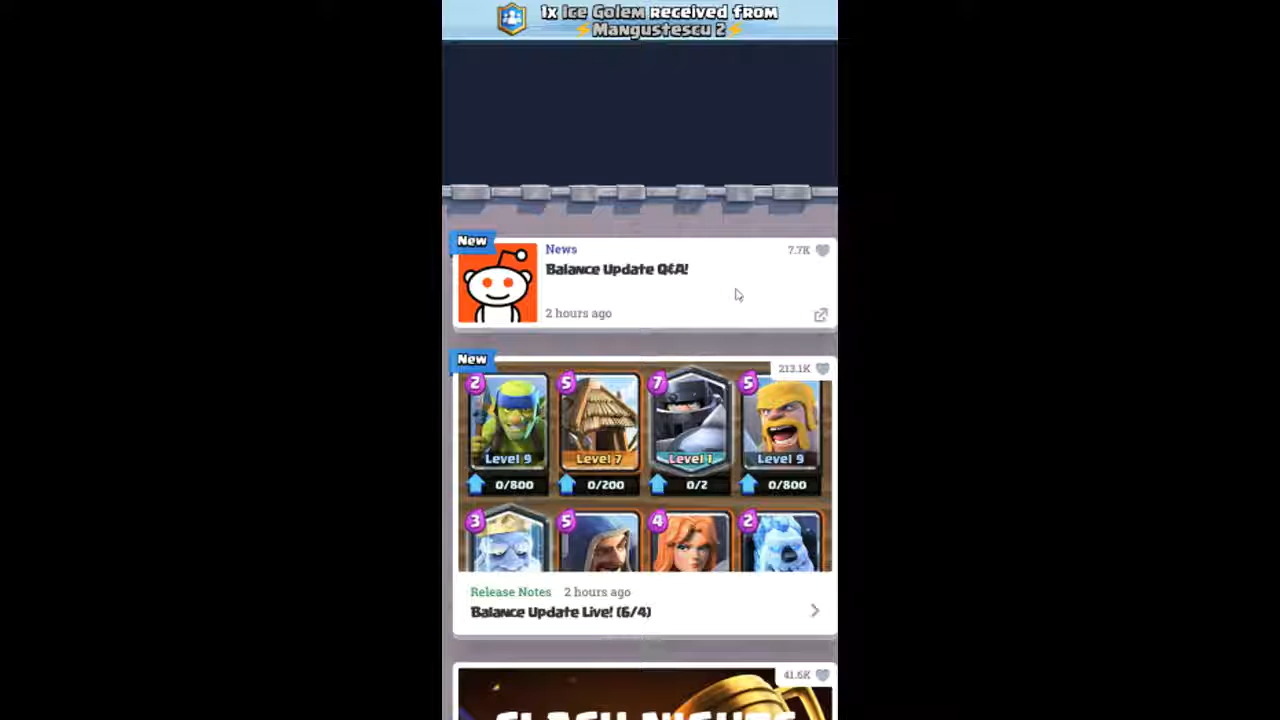 1x Ice Golem received from
⚡Mangustescu 2⚡
New
News
7.7K
Balance Update Q&A!
2 hours ago
New
213.1K
2
5
7
5
Level 9
Level 7
Level 1
Level 9
0/800
0/200
0/2
0/800
3
5
4
2
Release Notes 2 hours ago
Balance Update Live! (6/4)
41.6K
CLASH NIGHTS